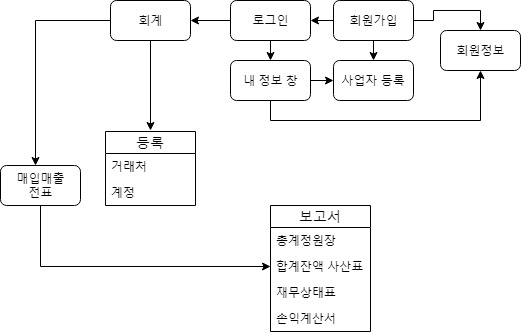 회계
로그인
회원가입
회원정보
내 정보 창
사업자 등록
등록
거래처
계정
매입매출
전표
보고서
총계정원장
합계잔액 사산표
재무상태표
손익계산서